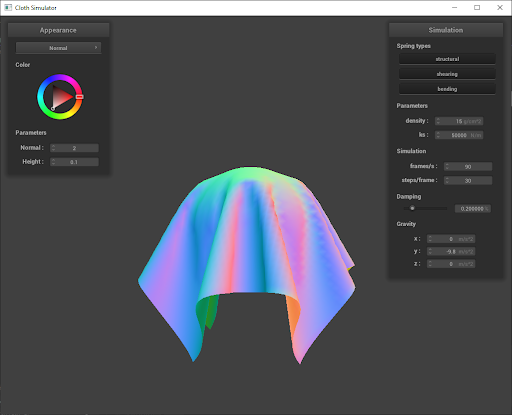 Cloth Simulator
Appearance
Normal
Color
Parameters
Normal : 2
Height : 0.1
Simulation
Spring types
structural
shearing
bending
Parameters
density : 15 g/cm^2
ks : 50000 N/m
Simulation
frames/s : 90
steps/frame : 30
Damping
0.200000 %
Gravity
x : 0 m/s^2
y : -9.8 m/s^2
z : 0 m/s^2